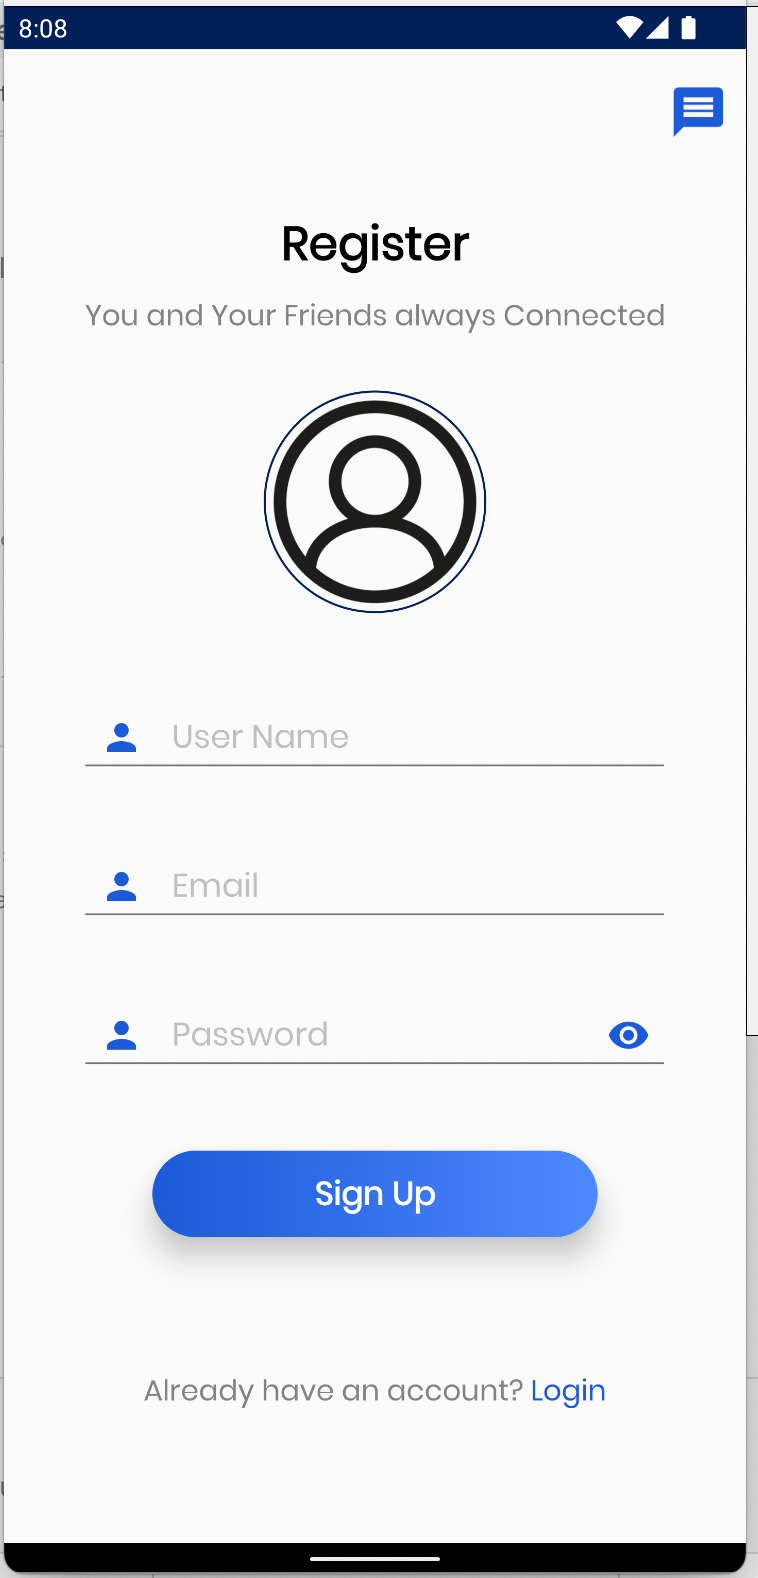 8:08
Register
You and Your Friends always Connected
User Name
Email
Password
Sign Up
Already have an account? Login